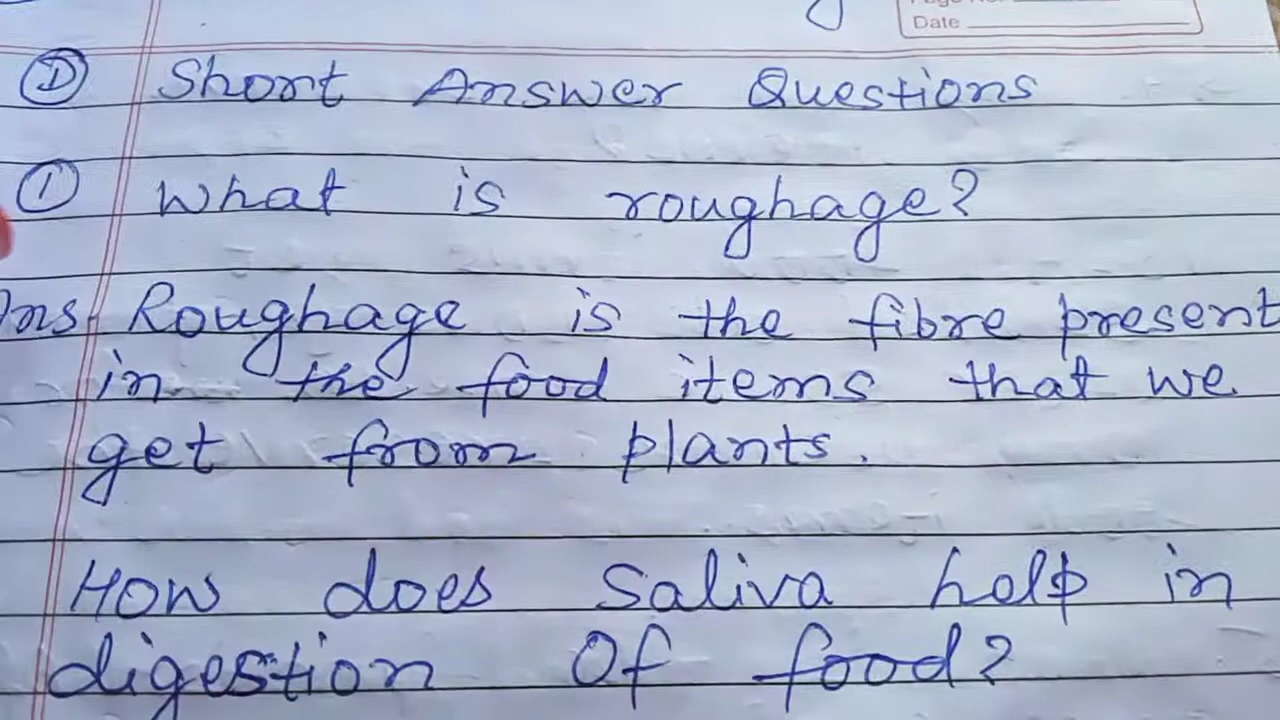 Date
D Short Answer Questions
1 What is roughage?
Ans Roughage is the fibre present
in the food items that we
get from plants.
How does Saliva help in
digestion Of food?